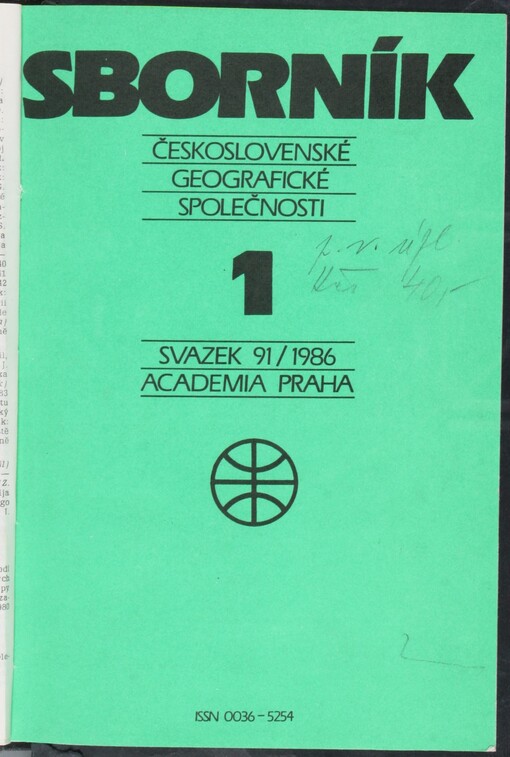 SBORNÍK
ČESKOSLOVENSKÉ
GEOGRAFICKÉ
SPOLEČNOSTI
1
SVAZEK 91/1986
ACADEMIA PRAHA
ISSN 0036-5254